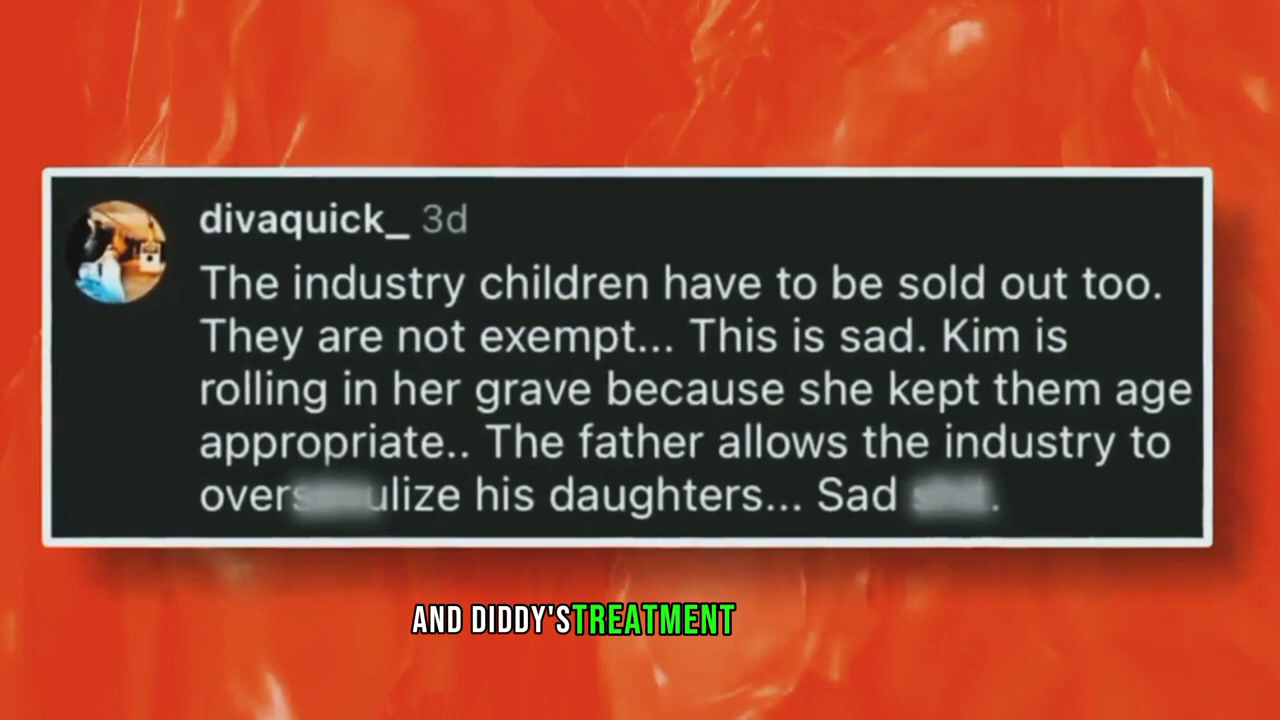 divaquick_ 3d
The industry children have to be sold out too.
They are not exempt... This is sad. Kim is
rolling in her grave because she kept them age
appropriate.. The father allows the industry to
his daughters... Sad
AND DIDDY'S TREATMENT